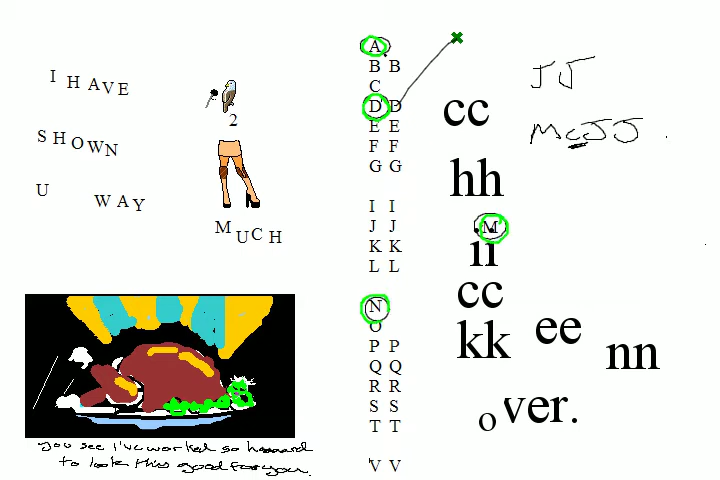 I HAVE
SHOWN
U WAY
2
MUCH
you see i've worked so haaard
to look this good for you.
A
B B
C
D D
E E
F F
G G
I I
J J
K K
L L
N
O
P P
Q Q
R R
S S
T T
V V
cc
hh
M
ii
cc
kk ee nn
over.
JJ
McJJ.